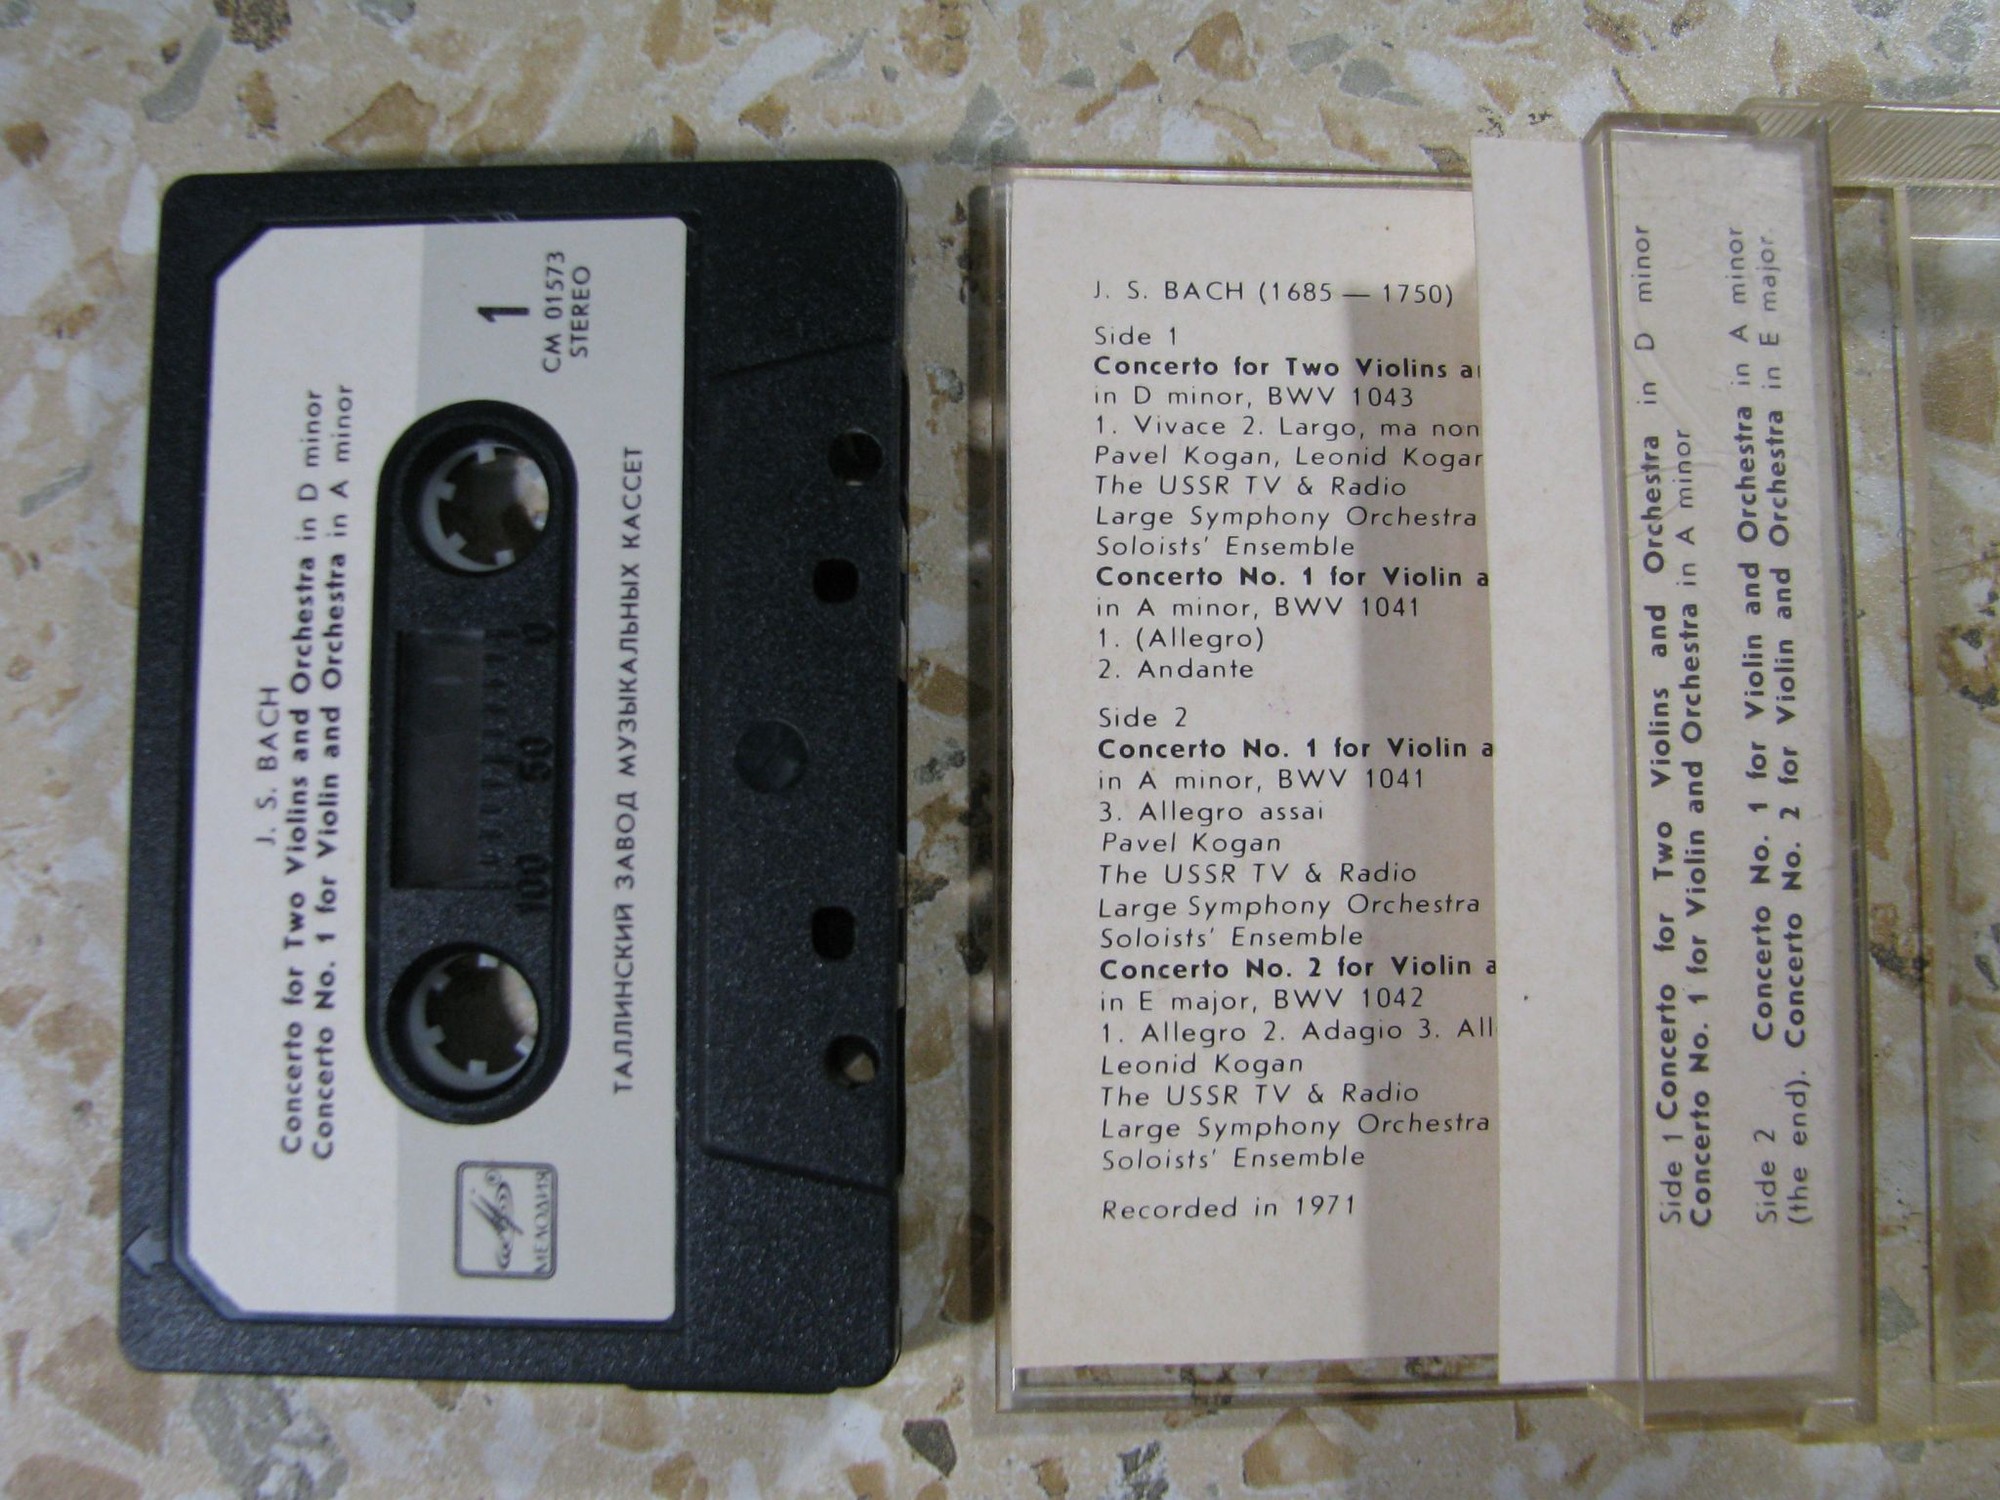 J. S. BACH
Concerto for Two Violins and Orchestra in D minor
Concerto No. 1 for Violin and Orchestra in A minor
1
СМ 01573
STEREO
100 50 0
МЕЛОДИЯ
ТАЛЛИНСКИЙ ЗАВОД МУЗЫКАЛЬНЫХ КАССЕТ
J. S. BACH (1685 — 1750)
Side 1
Concerto for Two Violins
in D minor, BWV 1043
1. Vivace 2. Largo, ma non
Pavel Kogan, Leonid
The USSR TV & Radio
Large Symphony Orchestra
Soloists' Ensemble
Concerto No. 1 for Violin
in A minor, BWV 1041
1. (Allegro)
2. Andante
Side 2
Concerto No. 1 for Violin
in A minor, BWV 1041
3. Allegro assai
Pavel Kogan
The USSR TV & Radio
Large Symphony Orchestra
Soloists' Ensemble
Concerto No. 2 for Violin
in E major, BWV 1042
1. Allegro 2. Adagio 3.
Leonid Kogan
The USSR TV & Radio
Large Symphony Orchestra
Soloists' Ensemble
Recorded in 1971
Side 1 Concerto for Two Violins and Orchestra in D minor
Concerto No. 1 for Violin and Orchestra in A minor
Side 2 Concerto No. 1 for Violin and Orchestra in A minor
(the end). Concerto No. 2 for Violin and Orchestra in E major.